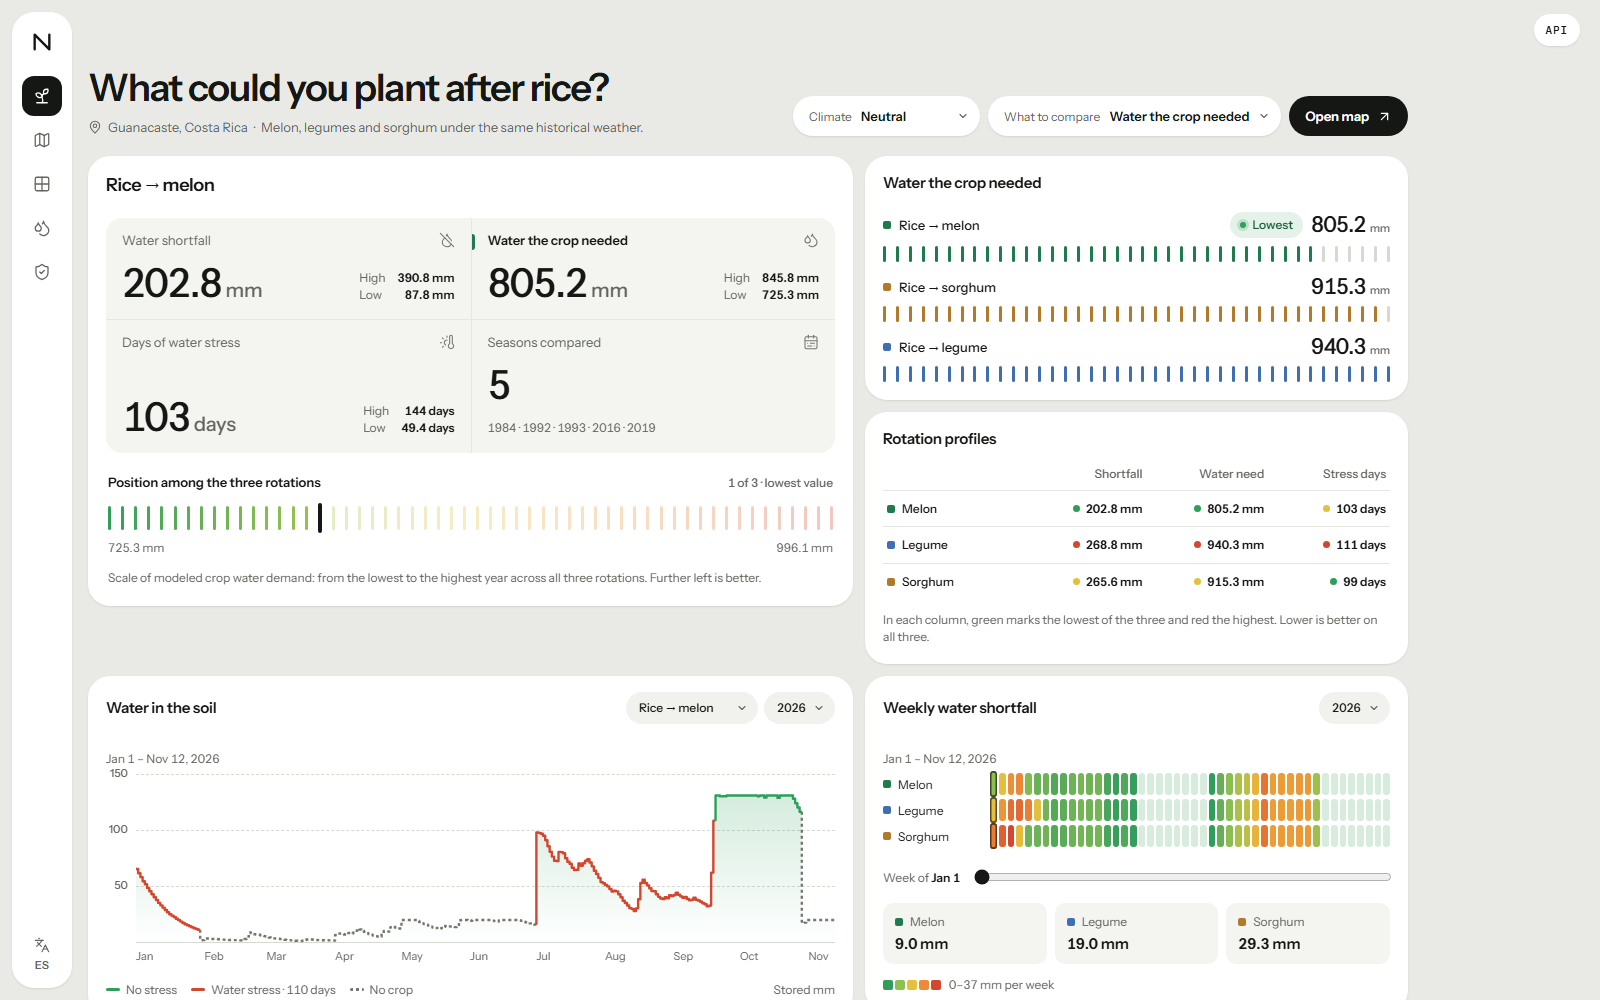 N
API
What could you plant after rice?
Guanacaste, Costa Rica · Melon, legumes and sorghum under the same historical weather.
Climate Neutral
What to compare Water the crop needed
Open map
Rice → melon
Water shortfall
202.8 mm
High 390.8 mm
Low 87.8 mm
Water the crop needed
805.2 mm
High 845.8 mm
Low 725.3 mm
Days of water stress
103 days
High 144 days
Low 49.4 days
Seasons compared
5
1984 · 1992 · 1993 · 2016 · 2019
Position among the three rotations
1 of 3 · lowest value
725.3 mm
996.1 mm
Scale of modeled crop water demand: from the lowest to the highest year across all three rotations. Further left is better.
Water the crop needed
Rice → melon
Lowest
805.2 mm
Rice → sorghum
915.3 mm
Rice → legume
940.3 mm
Rotation profiles
Shortfall Water need Stress days
Melon 202.8 mm 805.2 mm 103 days
Legume 268.8 mm 940.3 mm 111 days
Sorghum 265.6 mm 915.3 mm 99 days
In each column, green marks the lowest of the three and red the highest. Lower is better on
all three.
Water in the soil
Rice → melon
2026
Jan 1 – Nov 12, 2026
150
100
50
Jan Feb Mar Apr May Jun Jul Aug Sep Oct Nov
No stress
Water stress · 110 days
No crop
Stored mm
Weekly water shortfall
2026
Jan 1 – Nov 12, 2026
Melon
Legume
Sorghum
Week of Jan 1
Melon
9.0 mm
Legume
19.0 mm
Sorghum
29.3 mm
0–37 mm per week
ES